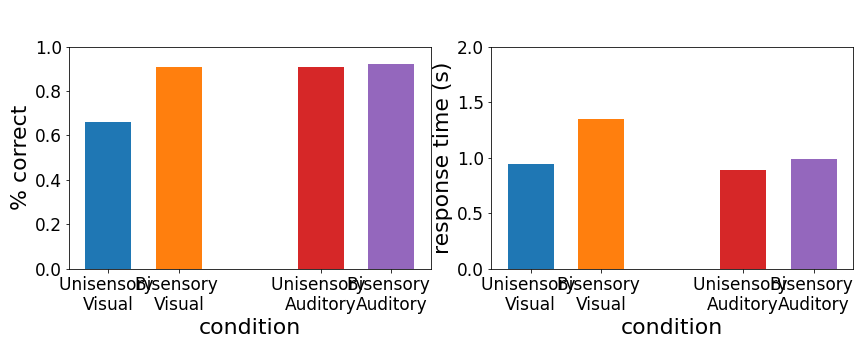 % correct
1.0
0.8
0.6
0.4
0.2
0.0
Unisensory Bisensory Unisensory Bisensory
Visual Visual Auditory Auditory
condition
response time (s)
2.0
1.5
1.0
0.5
0.0
Unisensory Bisensory Unisensory Bisensory
Visual Visual Auditory Auditory
condition